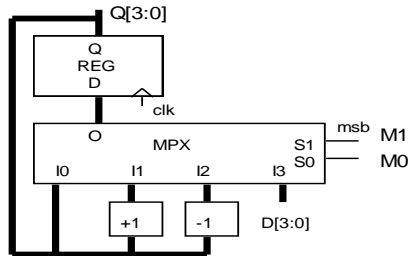 Q[3:0]
Q
REG
D
clk
O
MPX
S1
msb
M1
S0
M0
I0
I1
I2
I3
+1
-1
D[3:0]